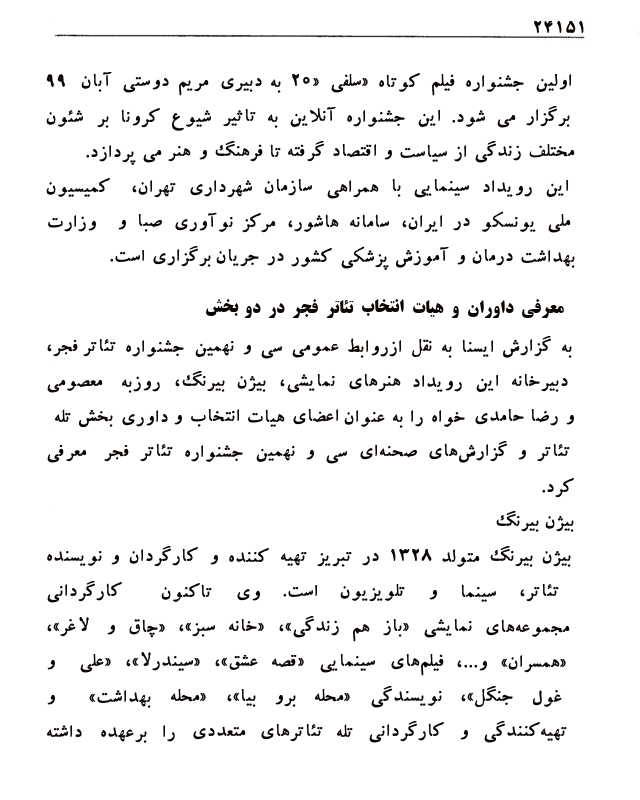 ۲۴۱۵۱
اولین جشنواره فیلم کوتاه «سلفی «۲۰ به دبیری مریم دوستی آبان ۹۹
برگزار می شود. این جشنواره آنلاین به تاثیر شیوع کرونا بر شئون
مختلف زندگی از سیاست و اقتصاد گرفته تا فرهنگ و هنر می پردازد.
این رویداد سینمایی با همراهی سازمان شهرداری تهران، کمیسیون
ملی یونسکو در ایران، سامانه هاشور، مرکز نوآوری صبا و وزارت
بهداشت درمان و آموزش پزشکی کشور در جریان برگزاری است.
معرفی داوران و هیات انتخاب تئاتر فجر در دو بخش
به گزارش ایسنا به نقل ازروابط عمومی سی و نهمین جشنواره تئاتر فجر،
دبیرخانه این رویداد هنرهای نمایشی، بیژن بیرنگ، روزبه معصومی
و رضا حامدی خواه را به عنوان اعضای هیات انتخاب و داوری بخش تله
تئاتر و گزارش‌های صحنه‌ای سی و نهمین جشنواره تئاتر فجر معرفی
کرد.
بیژن بیرنگ
بیژن بیرنگ متولد ۱۳۲۸ در تبریز تهیه کننده و کارگردان و نویسنده
تئاتر، سینما و تلویزیون است. وی تاکنون کارگردانی
مجموعه‌های نمایشی «باز هم زندگی»، «خانه سبز»، «چاق و لاغر»،
«همسران» و...، فیلم‌های سینمایی «قصه عشق»، «سیندرلا»، «علی و
غول جنگل»، نویسندگی «محله برو بیا»، «محله بهداشت» و
تهیه‌کنندگی و کارگردانی تله تئاترهای متعددی را برعهده داشته